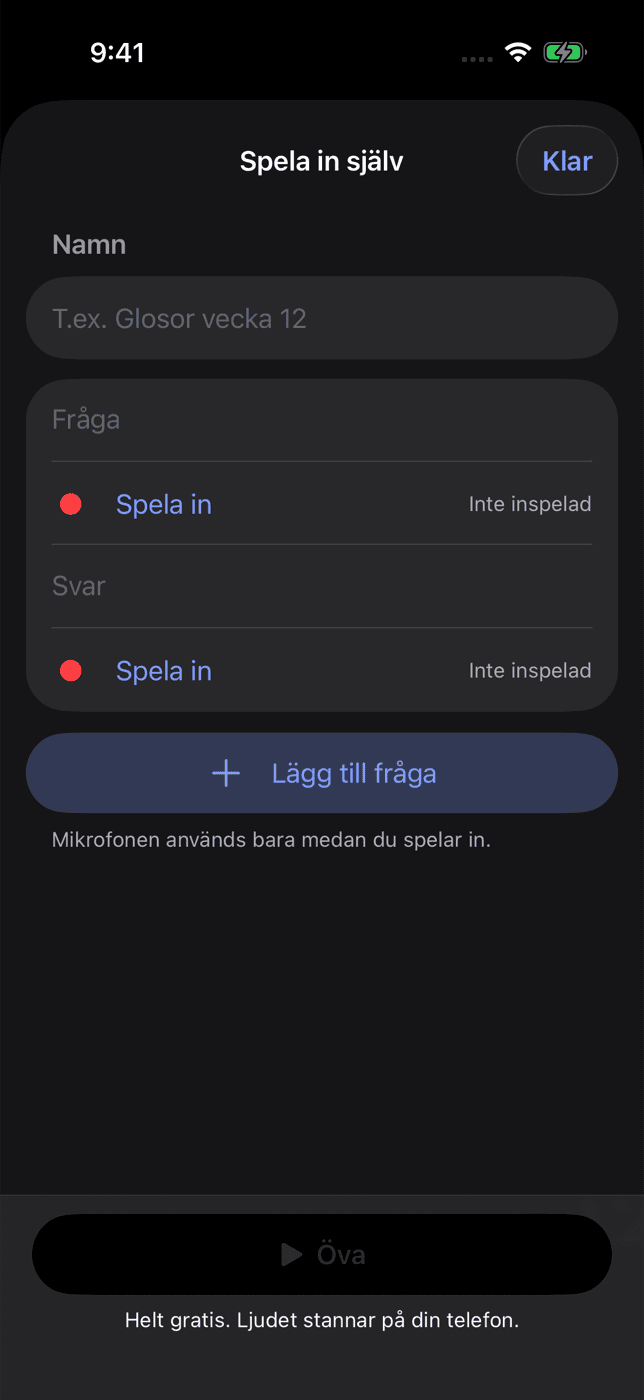 9:41
Spela in själv
Klar
Namn
T.ex. Glosor vecka 12
Fråga
Spela in
Inte inspelad
Svar
Spela in
Inte inspelad
Lägg till fråga
Mikrofonen används bara medan du spelar in.
Öva
Helt gratis. Ljudet stannar på din telefon.